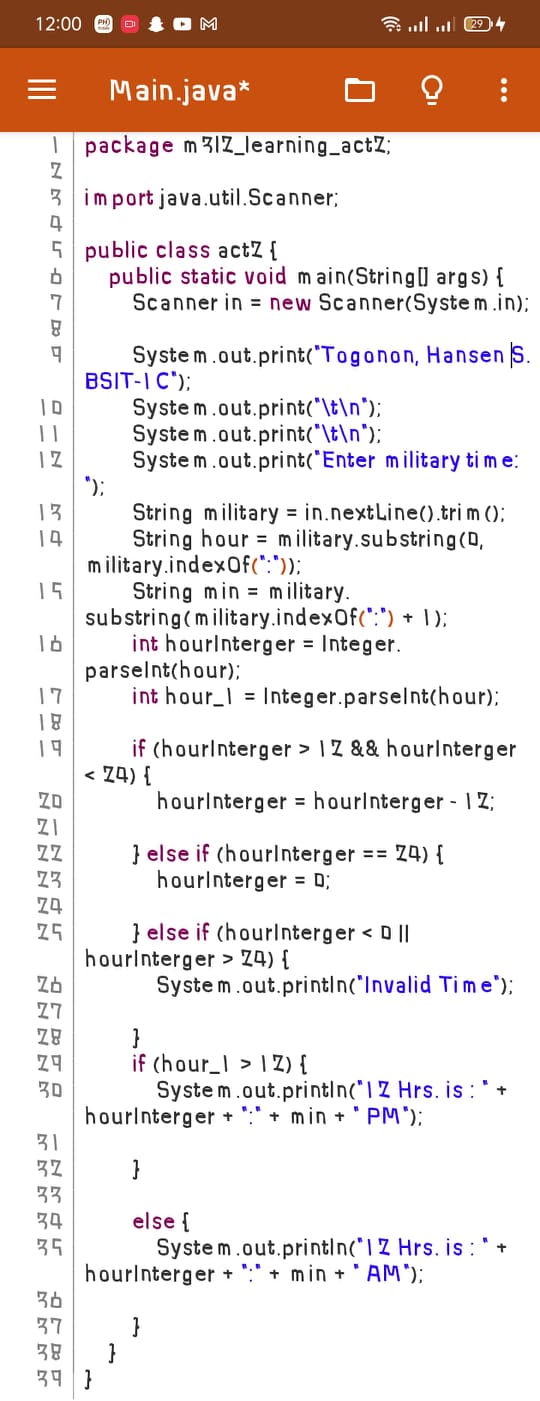 12:00
29
Main.java*
1 package m312_learning_act2;
2
3 import java.util.Scanner;
4
5 public class act2 {
6 public static void main(String[] args) {
7 Scanner in = new Scanner(System.in);
8
9 System.out.print("Togonon, Hansen S.
BSIT-1 C");
10 System.out.print("\t\n");
11 System.out.print("\t\n");
12 System.out.print("Enter military time:
");
13 String military = in.nextLine().trim();
14 String hour = military.substring(0,
military.indexOf(":"));
15 String min = military.
substring(military.indexOf(":") + 1);
16 int hourInterger = Integer.
parseInt(hour);
17 int hour_1 = Integer.parseInt(hour);
18
19 if (hourInterger > 12 && hourInterger
< 24) {
20 hourInterger = hourInterger - 12;
21
22 } else if (hourInterger == 24) {
23 hourInterger = 0;
24
25 } else if (hourInterger < 0 ||
hourInterger > 24) {
26 System.out.println("Invalid Time");
27
28 }
29 if (hour_1 > 12) {
30 System.out.println("12 Hrs. is : " +
hourInterger + ":" + min + " PM");
31
32 }
33
34 else {
35 System.out.println("12 Hrs. is : " +
hourInterger + ":" + min + " AM");
36
37 }
38 }
39 }